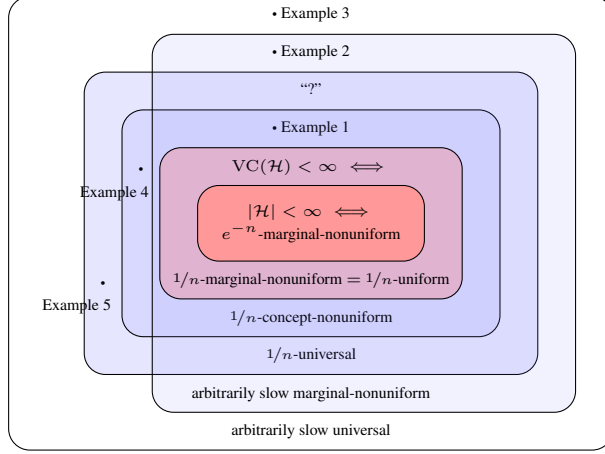 • Example 3
• Example 2
“?”
• Example 1
VC(ℋ) < ∞ ⟺
Example 4
|ℋ| < ∞ ⟺
e⁻ⁿ-marginal-nonuniform
1/n-marginal-nonuniform = 1/n-uniform
Example 5
1/n-concept-nonuniform
1/n-universal
arbitrarily slow marginal-nonuniform
arbitrarily slow universal